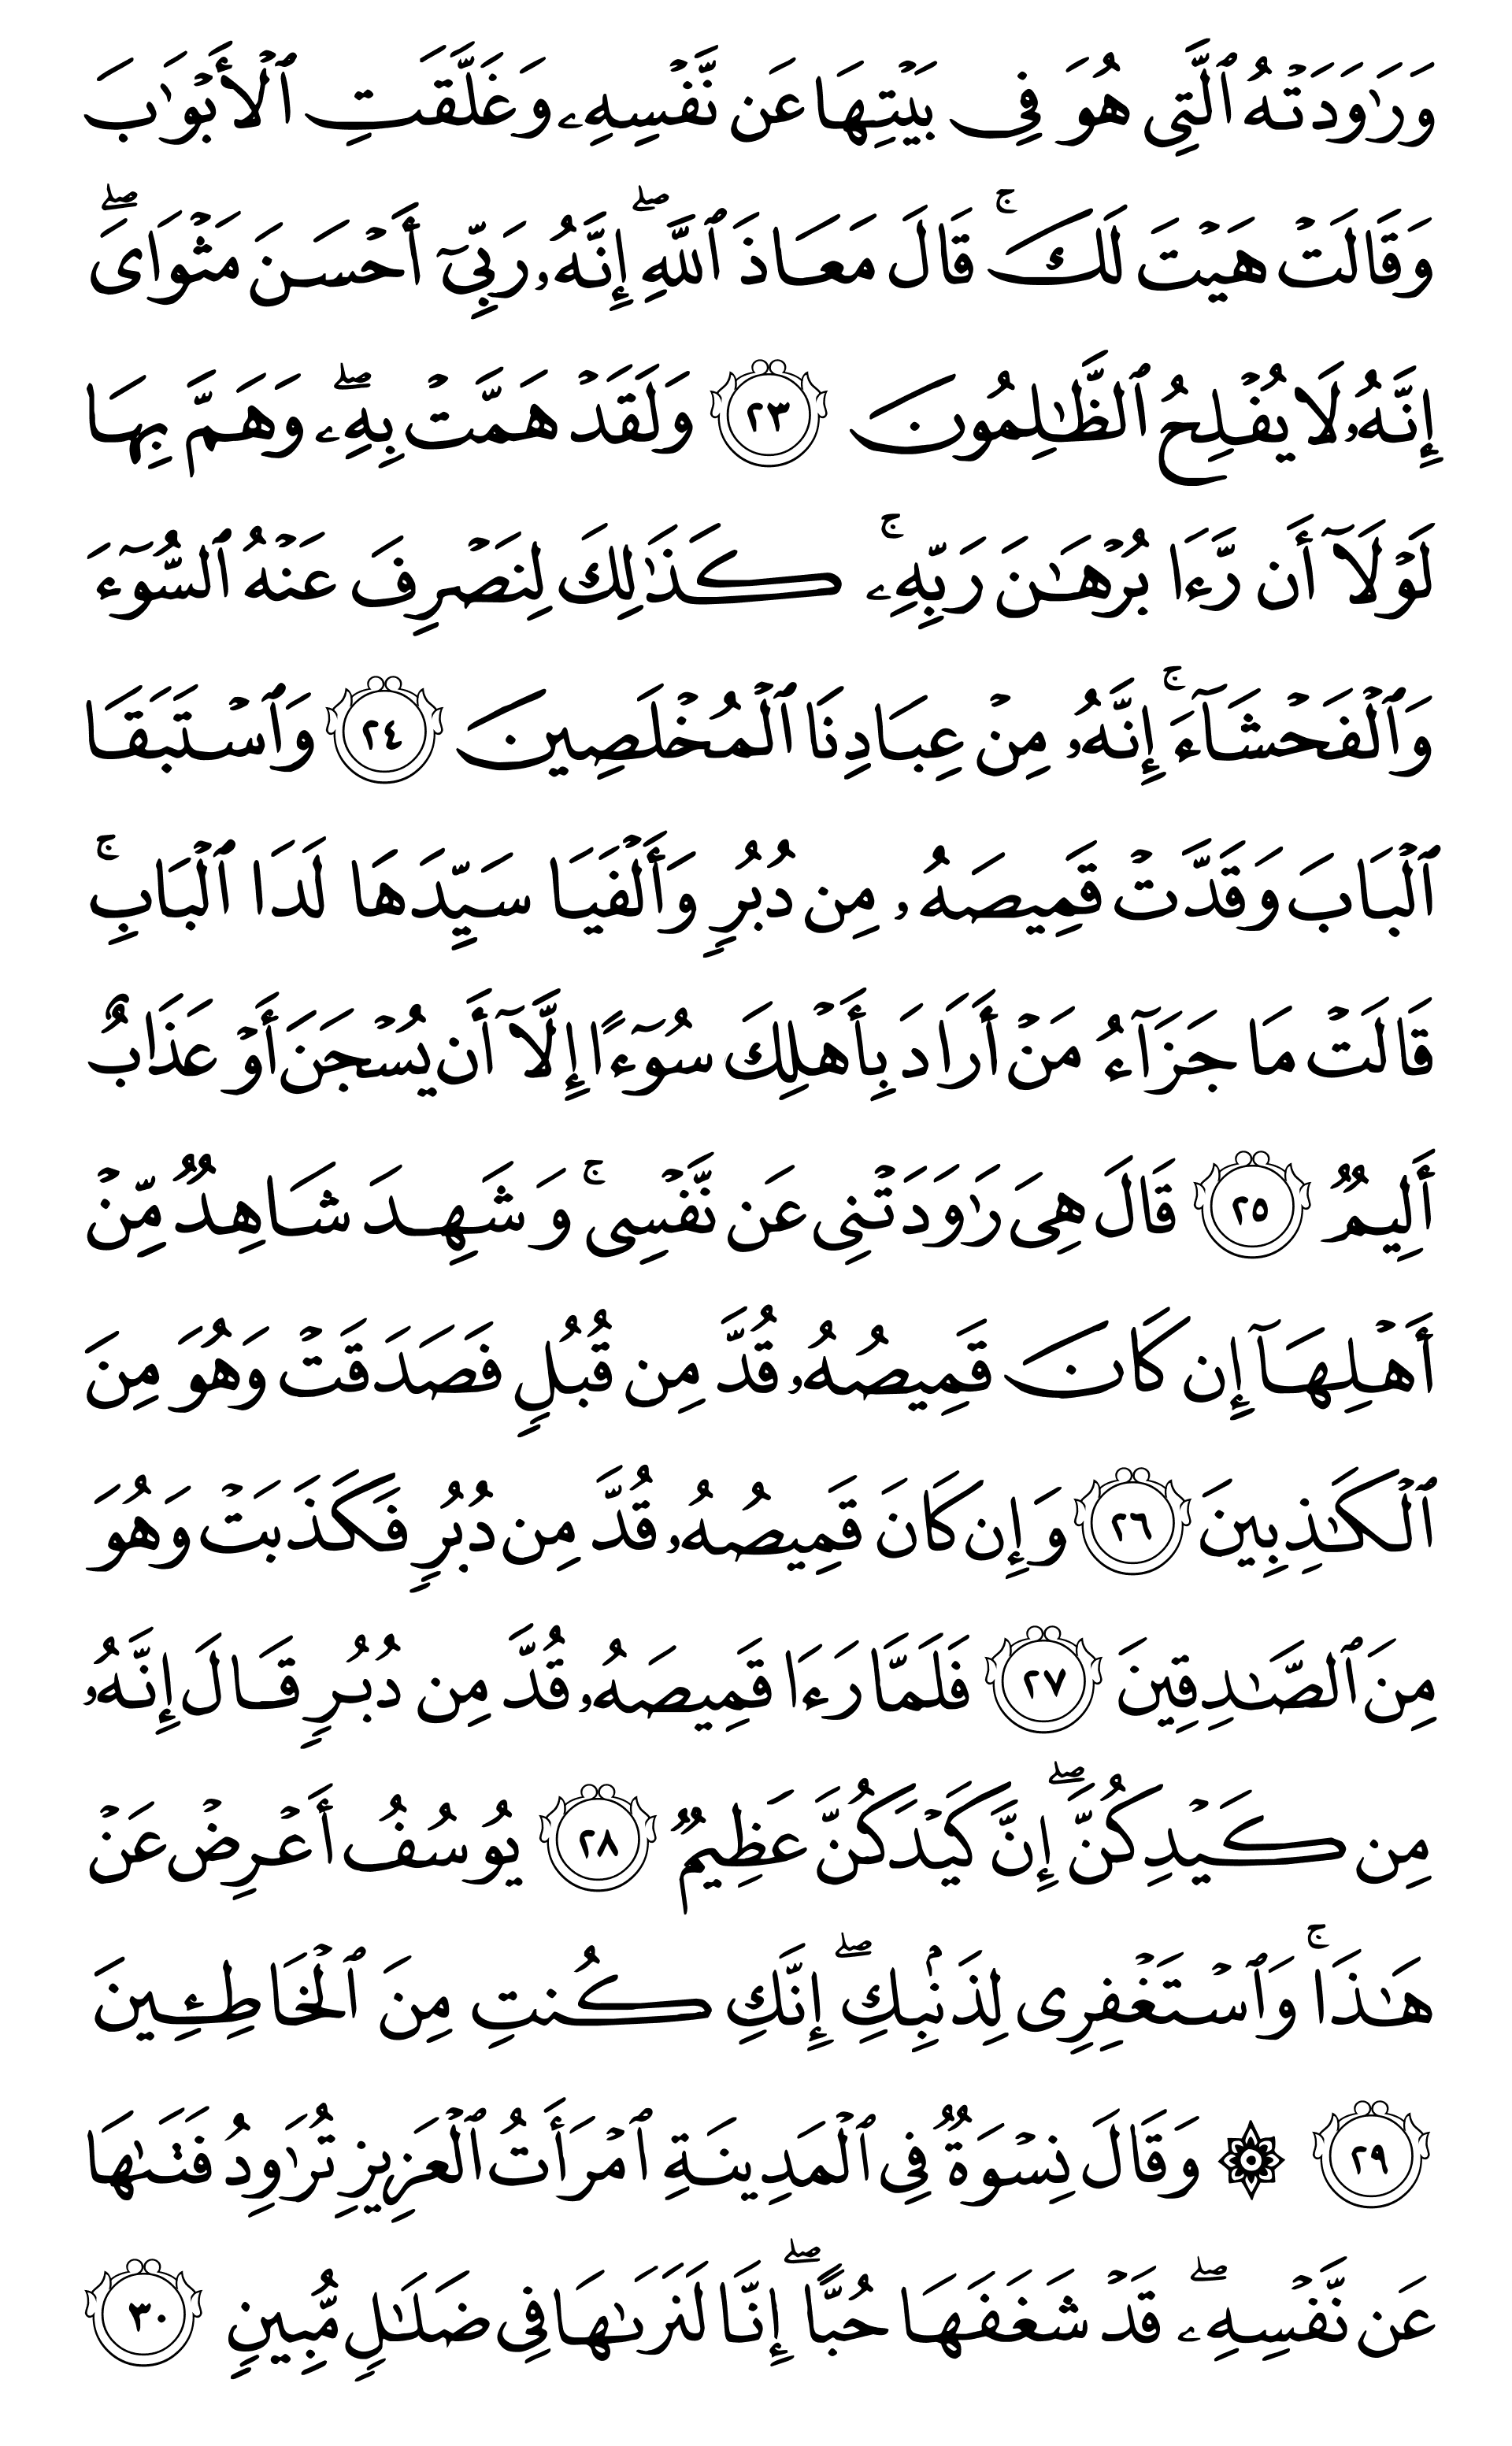 وَرَٰوَدَتْهُ ٱلَّتِى هُوَ فِى بَيْتِهَا عَن نَّفْسِهِۦ وَغَلَّقَتِ ٱلْأَبْوَٰبَ
وَقَالَتْ هَيْتَ لَكَ ۚ قَالَ مَعَاذَ ٱللَّهِ ۖ إِنَّهُۥ رَبِّىٓ أَحْسَنَ مَثْوَاىَ ۖ
إِنَّهُۥ لَا يُفْلِحُ ٱلظَّٰلِمُونَ ٢٣ وَلَقَدْ هَمَّتْ بِهِۦ ۖ وَهَمَّ بِهَا
لَوْلَآ أَن رَّءَا بُرْهَٰنَ رَبِّهِۦ ۚ كَذَٰلِكَ لِنَصْرِفَ عَنْهُ ٱلسُّوٓءَ
وَٱلْفَحْشَآءَ ۚ إِنَّهُۥ مِنْ عِبَادِنَا ٱلْمُخْلَصِينَ ٢٤ وَٱسْتَبَقَا
ٱلْبَابَ وَقَدَّتْ قَمِيصَهُۥ مِن دُبُرٍ وَأَلْفَيَا سَيِّدَهَا لَدَا ٱلْبَابِ ۚ
قَالَتْ مَا جَزَآءُ مَنْ أَرَادَ بِأَهْلِكَ سُوٓءًا إِلَّآ أَن يُسْجَنَ أَوْ عَذَابٌ
أَلِيمٌ ٢٥ قَالَ هِىَ رَٰوَدَتْنِى عَن نَّفْسِى ۚ وَشَهِدَ شَاهِدٌ مِّنْ
أَهْلِهَآ إِن كَانَ قَمِيصُهُۥ قُدَّ مِن قُبُلٍ فَصَدَقَتْ وَهُوَ مِنَ
ٱلْكَٰذِبِينَ ٢٦ وَإِن كَانَ قَمِيصُهُۥ قُدَّ مِن دُبُرٍ فَكَذَبَتْ وَهُوَ
مِنَ ٱلصَّٰدِقِينَ ٢٧ فَلَمَّا رَءَا قَمِيصَهُۥ قُدَّ مِن دُبُرٍ قَالَ إِنَّهُۥ
مِن كَيْدِكُنَّ ۖ إِنَّ كَيْدَكُنَّ عَظِيمٌ ٢٨ يُوسُفُ أَعْرِضْ عَنْ
هَٰذَا ۚ وَٱسْتَغْفِرِى لِذَنۢبِكِ ۖ إِنَّكِ كُنتِ مِنَ ٱلْخَاطِـِٔينَ
٢٩ ۞ وَقَالَ نِسْوَةٌ فِى ٱلْمَدِينَةِ ٱمْرَأَتُ ٱلْعَزِيزِ تُرَٰوِدُ فَتَىٰهَا
عَن نَّفْسِهِۦ ۖ قَدْ شَغَفَهَا حُبًّا ۖ إِنَّا لَنَرَىٰهَا فِى ضَلَٰلٍ مُّبِينٍ ٣٠